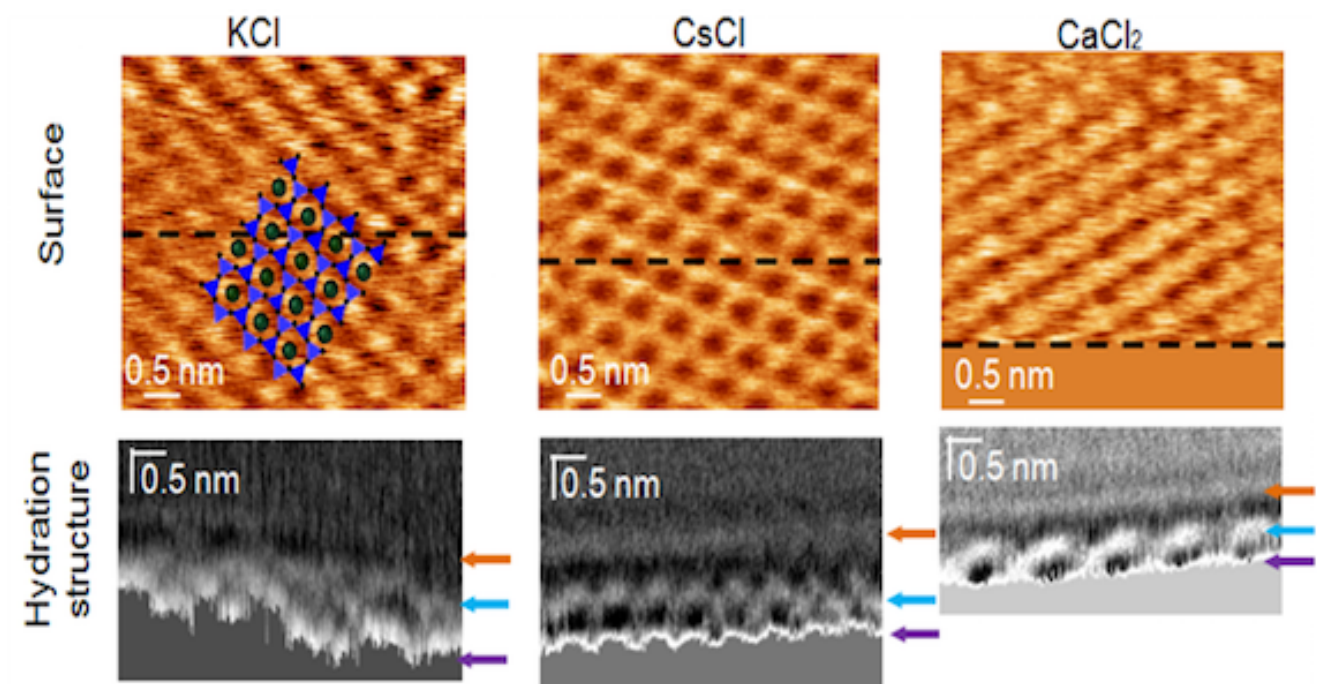 KCl
CsCl
CaCl₂
Surface
0.5 nm
0.5 nm
0.5 nm
Hydration
structure
0.5 nm
0.5 nm
0.5 nm